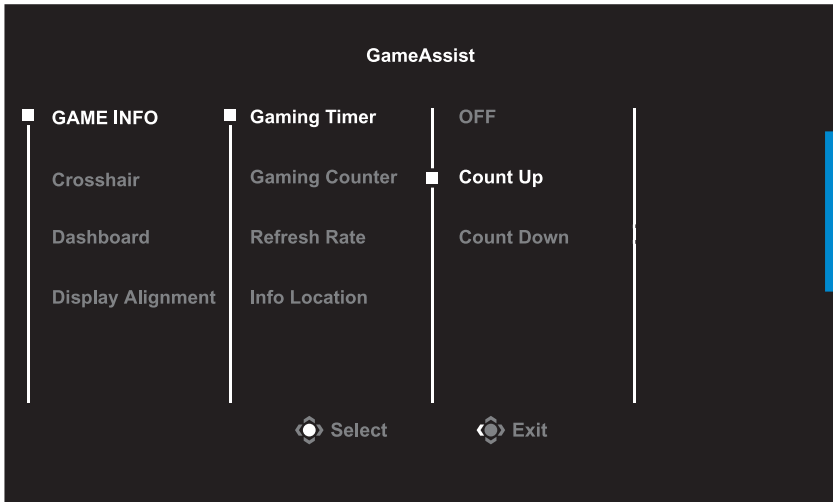 GameAssist
GAME INFO
Crosshair
Dashboard
Display Alignment
Gaming Timer
Gaming Counter
Refresh Rate
Info Location
OFF
Count Up
Count Down
Select
Exit